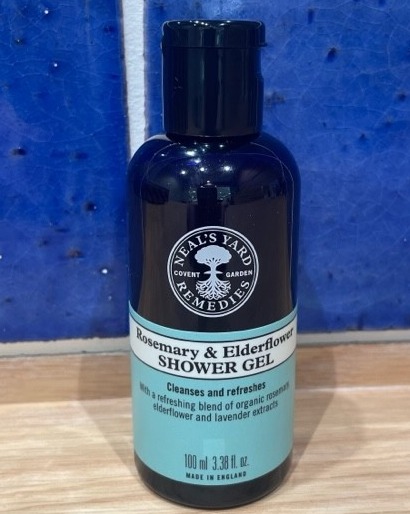 NEAL'S YARD
COVENT GARDEN
REMEDIES
Rosemary & Elderflower
SHOWER GEL
Cleanses and refreshes
with a refreshing blend of organic rosemary
elderflower and lavender extracts
100 ml 3.38 fl. oz.
MADE IN ENGLAND